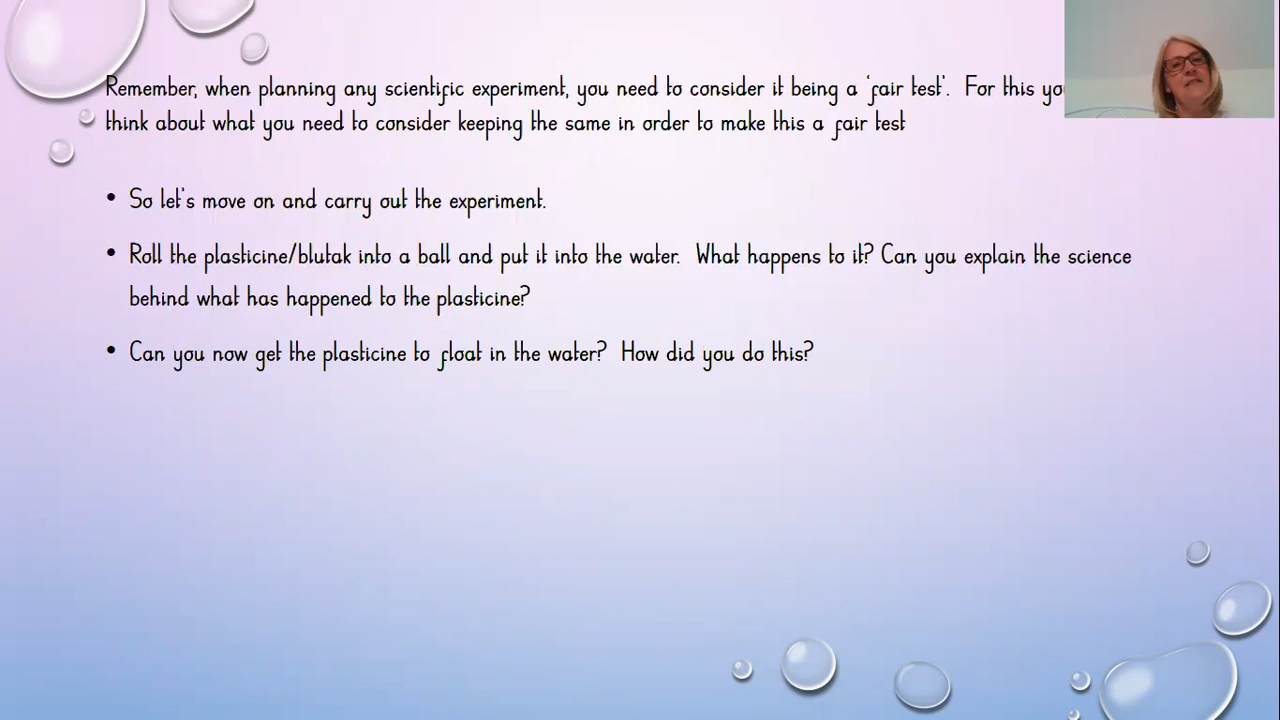 Remember, when planning any scientific experiment, you need to consider it being a 'fair test'.  For this
think about what you need to consider keeping the same in order to make this a fair test
• So let's move on and carry out the experiment.
• Roll the plasticine/blutak into a ball and put it into the water.  What happens to it? Can you explain the science
behind what has happened to the plasticine?
• Can you now get the plasticine to float in the water?  How did you do this?